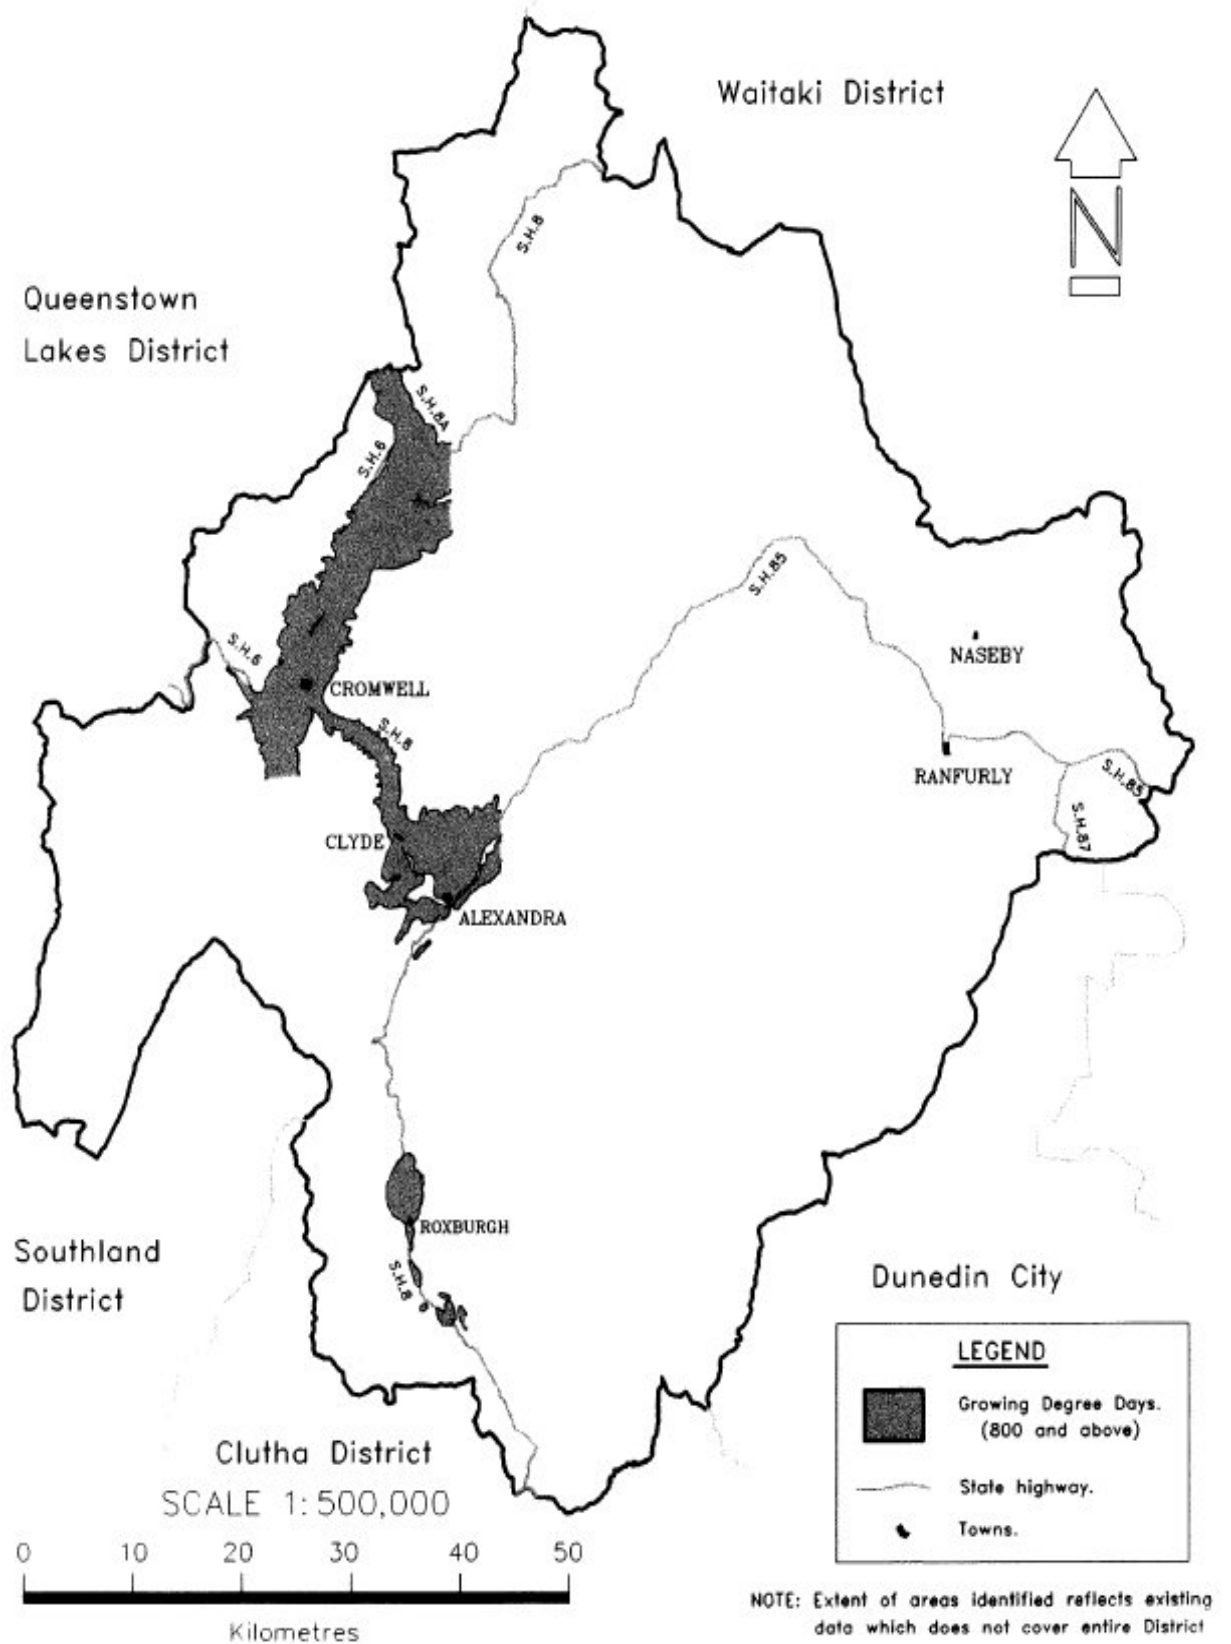 Waitaki District
N
S.H.8
Queenstown
Lakes District
S.H.8A
S.H.6
S.H.85
S.H.6
NASEBY
CROMWELL
S.H.8
RANFURLY
S.H.85
S.H.87
CLYDE
ALEXANDRA
ROXBURGH
S.H.8
Southland
District
Dunedin City
LEGEND
Growing Degree Days.
(800 and above)
State highway.
Towns.
Clutha District
SCALE 1:500,000
0 10 20 30 40 50
Kilometres
NOTE: Extent of areas identified reflects existing
data which does not cover entire District